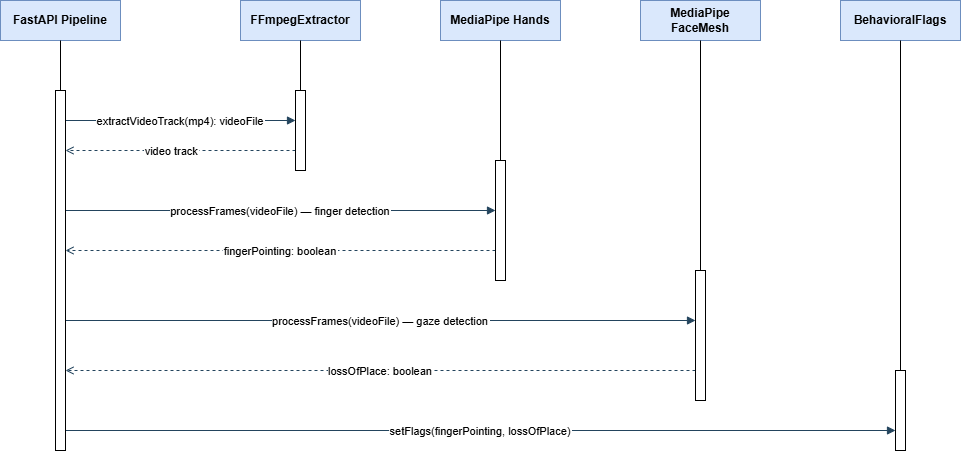 FastAPI Pipeline
FFmpegExtractor
MediaPipe Hands
MediaPipe
FaceMesh
BehavioralFlags
extractVideoTrack(mp4): videoFile
video track
processFrames(videoFile) — finger detection
fingerPointing: boolean
processFrames(videoFile) — gaze detection
lossOfPlace: boolean
setFlags(fingerPointing, lossOfPlace)